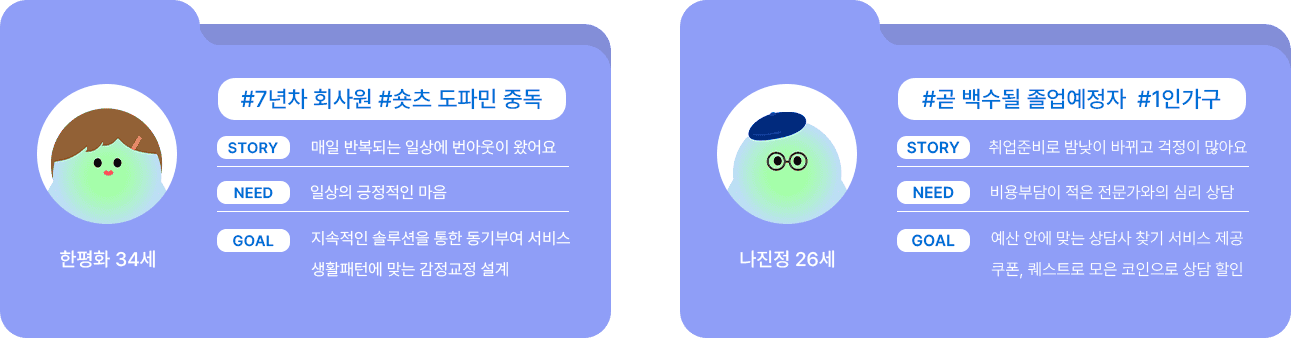 #7년차 회사원 #숏츠 도파민 중독
STORY 매일 반복되는 일상에 번아웃이 왔어요
NEED 일상의 긍정적인 마음
GOAL 지속적인 솔루션을 통한 동기부여 서비스
생활패턴에 맞는 감정교정 설계
한평화 34세
#곧 백수될 졸업예정자 #1인가구
STORY 취업준비로 밤낮이 바뀌고 걱정이 많아요
NEED 비용부담이 적은 전문가와의 심리 상담
GOAL 예산 안에 맞는 상담사 찾기 서비스 제공
쿠폰, 퀘스트로 모은 코인으로 상담 할인
나진정 26세